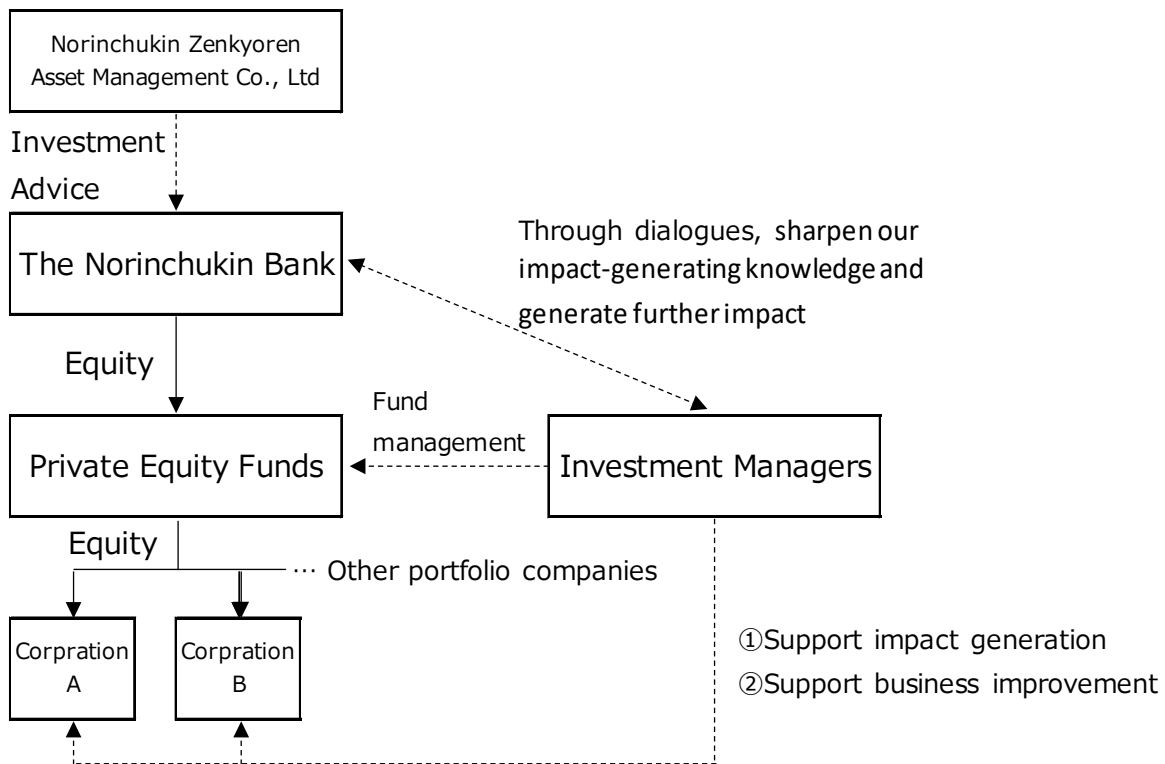 Norinchukin Zenkyoren
Asset Management Co., Ltd
Investment
Advice
The Norinchukin Bank
Through dialogues, sharpen our
impact-generating knowledge and
generate further impact
Equity
Fund
management
Private Equity Funds
Investment Managers
Equity
··· Other portfolio companies
Corpration
A
Corpration
B
①Support impact generation
②Support business improvement